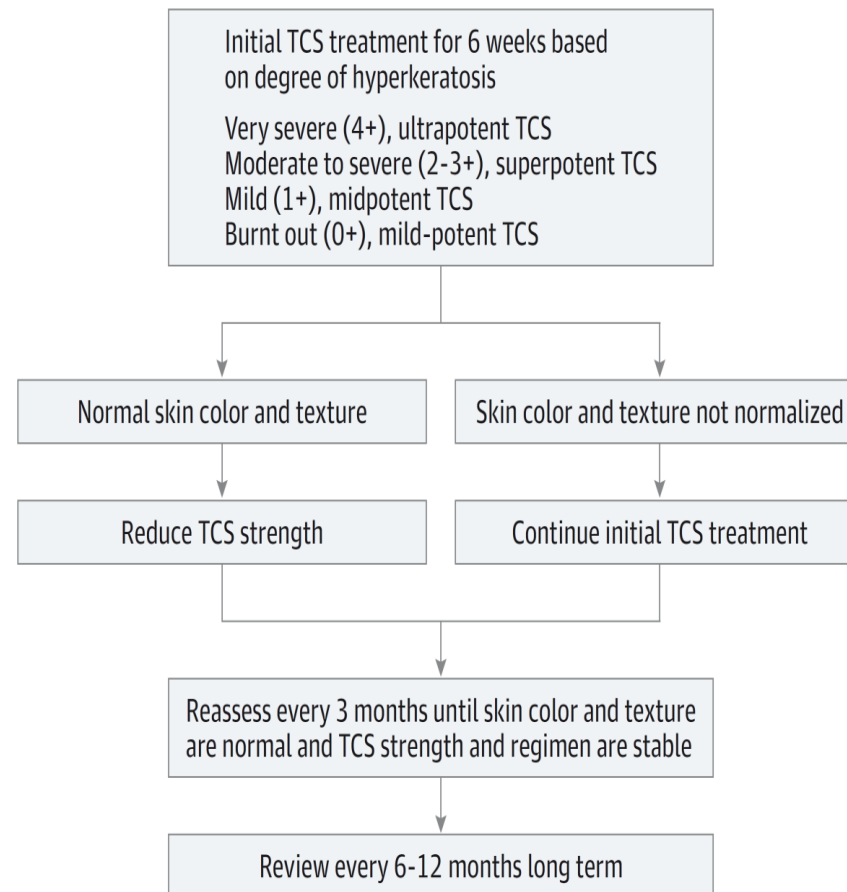 Initial TCS treatment for 6 weeks based
on degree of hyperkeratosis
Very severe (4+), ultrapotent TCS
Moderate to severe (2-3+), superpotent TCS
Mild (1+), midpotent TCS
Burnt out (0+), mild-potent TCS
Normal skin color and texture
Skin color and texture not normalized
Reduce TCS strength
Continue initial TCS treatment
Reassess every 3 months until skin color and texture
are normal and TCS strength and regimen are stable
Review every 6-12 months long term